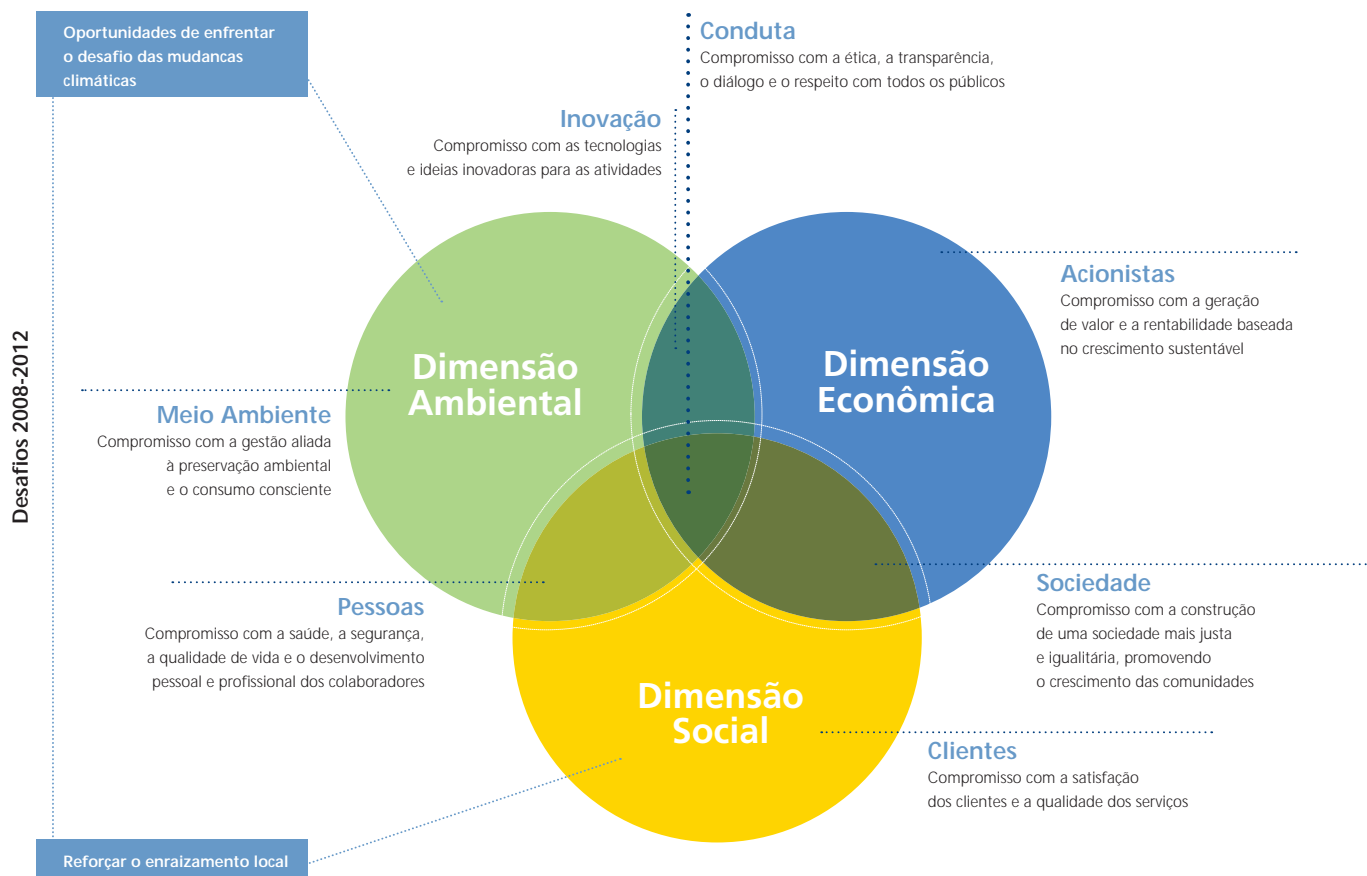 Oportunidades de enfrentar
o desafio das mudancas
climáticas
Conduta
Compromisso com a ética, a transparência,
o diálogo e o respeito com todos os públicos
Inovação
Compromisso com as tecnologias
e ideias inovadoras para as atividades
Acionistas
Compromisso com a geração
de valor e a rentabilidade baseada
no crescimento sustentável
Dimensão
Ambiental
Dimensão
Econômica
Desafios 2008-2012
Meio Ambiente
Compromisso com a gestão aliada
à preservação ambiental
e o consumo consciente
Pessoas
Compromisso com a saúde, a segurança,
a qualidade de vida e o desenvolvimento
pessoal e profissional dos colaboradores
Sociedade
Compromisso com a construção
de uma sociedade mais justa
e igualitária, promovendo
o crescimento das comunidades
Dimensão
Social
Clientes
Compromisso com a satisfação
dos clientes e a qualidade dos serviços
Reforçar o enraizamento local